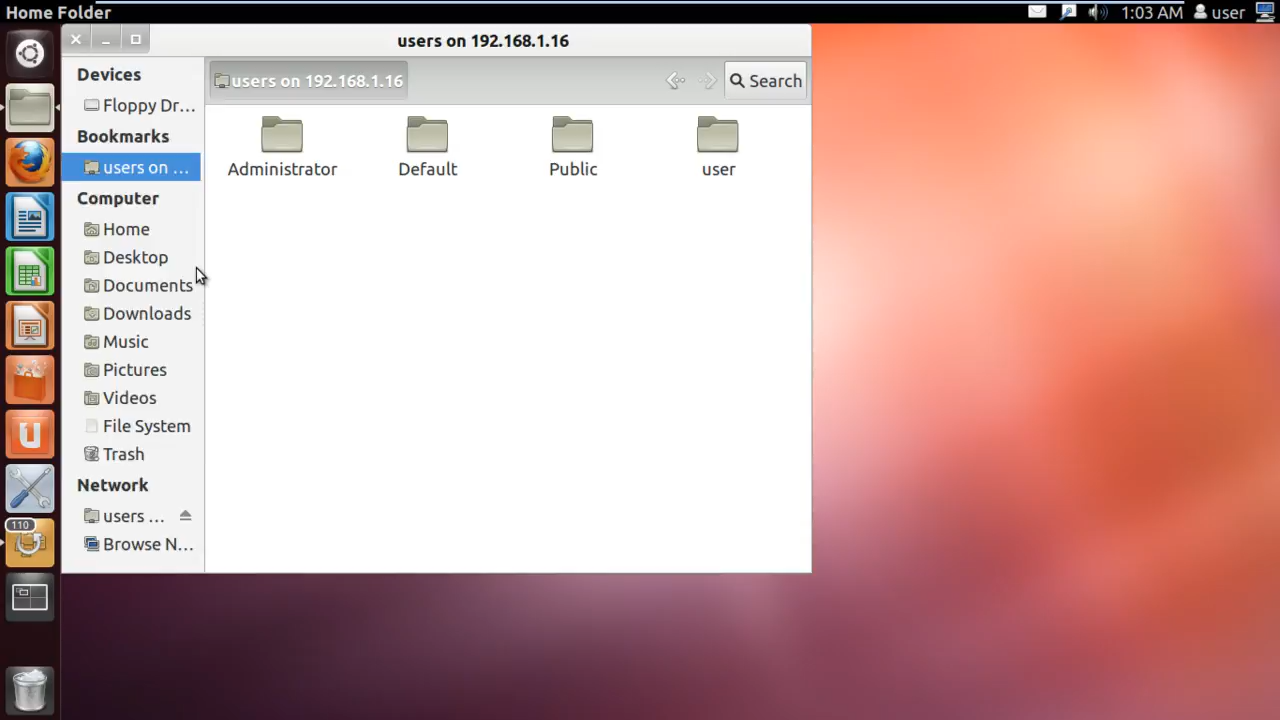 Home Folder
1:03 AM
user
users on 192.168.1.16
Devices
Floppy Dr...
Bookmarks
users on ...
Computer
Home
Desktop
Documents
Downloads
Music
Pictures
Videos
File System
Trash
Network
users ...
Browse N...
users on 192.168.1.16
Search
Administrator
Default
Public
user
110